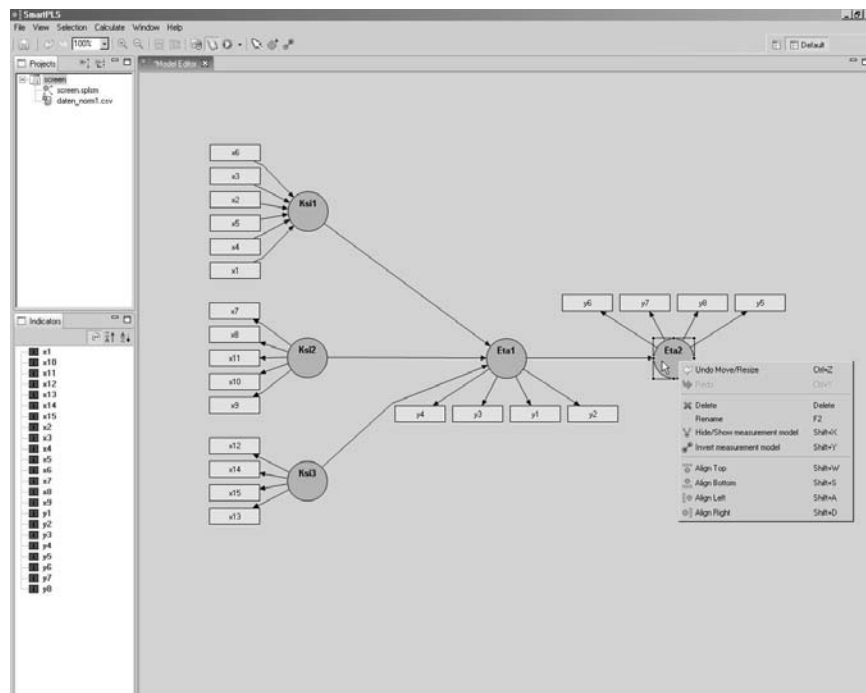 SmartPLS
File View Selection Calculate Window Help
100%
Default
Projects
*Model Editor
screen
screen.splsm
daten_norm1.csv
x6
x3
x2
x5
x4
x1
Ksi1
x7
x8
x11
x10
x9
Ksi2
x12
x14
x15
x13
Ksi3
Eta1
y4
y3
y1
y2
y6
y7
y8
y5
Eta2
Undo Move/Resize Ctrl+Z
Redo Ctrl+Y
Delete Delete
Rename F2
Hide/Show measurement model Shift+X
Invert measurement model Shift+Y
Align Top Shift+W
Align Bottom Shift+S
Align Left Shift+A
Align Right Shift+D
Indicators
x1
x10
x11
x12
x13
x14
x15
x2
x3
x4
x5
x6
x7
x8
x9
y1
y2
y3
y4
y5
y6
y7
y8